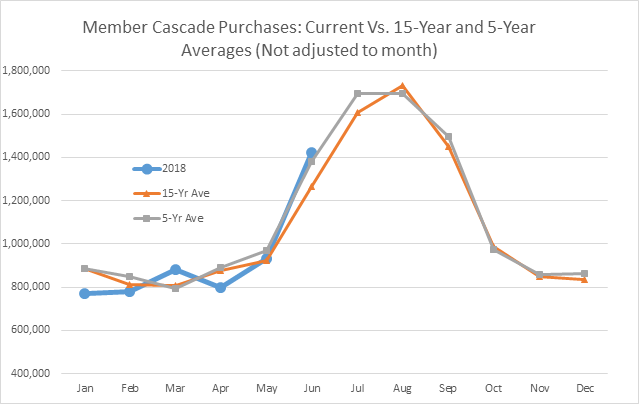 Member Cascade Purchases: Current Vs. 15-Year and 5-Year
Averages (Not adjusted to month)
1,800,000
1,600,000
1,400,000
1,200,000
1,000,000
800,000
600,000
400,000
2018
15-Yr Ave
5-Yr Ave
Jan Feb Mar Apr May Jun Jul Aug Sep Oct Nov Dec